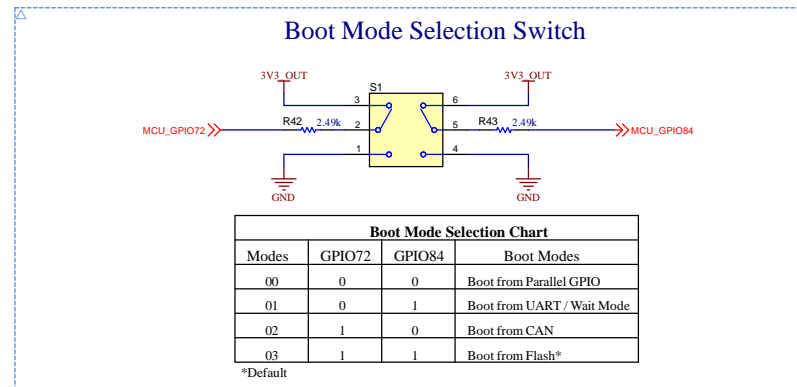 Boot Mode Selection Switch
3V3_OUT
3V3_OUT
S1
3
6
MCU_GPIO72
R42
2.49k
2
5
R43
2.49k
MCU_GPIO84
1
4
GND
GND
Boot Mode Selection Chart
Modes GPIO72 GPIO84 Boot Modes
00 0 0 Boot from Parallel GPIO
01 0 1 Boot from UART / Wait Mode
02 1 0 Boot from CAN
03 1 1 Boot from Flash*
*Default